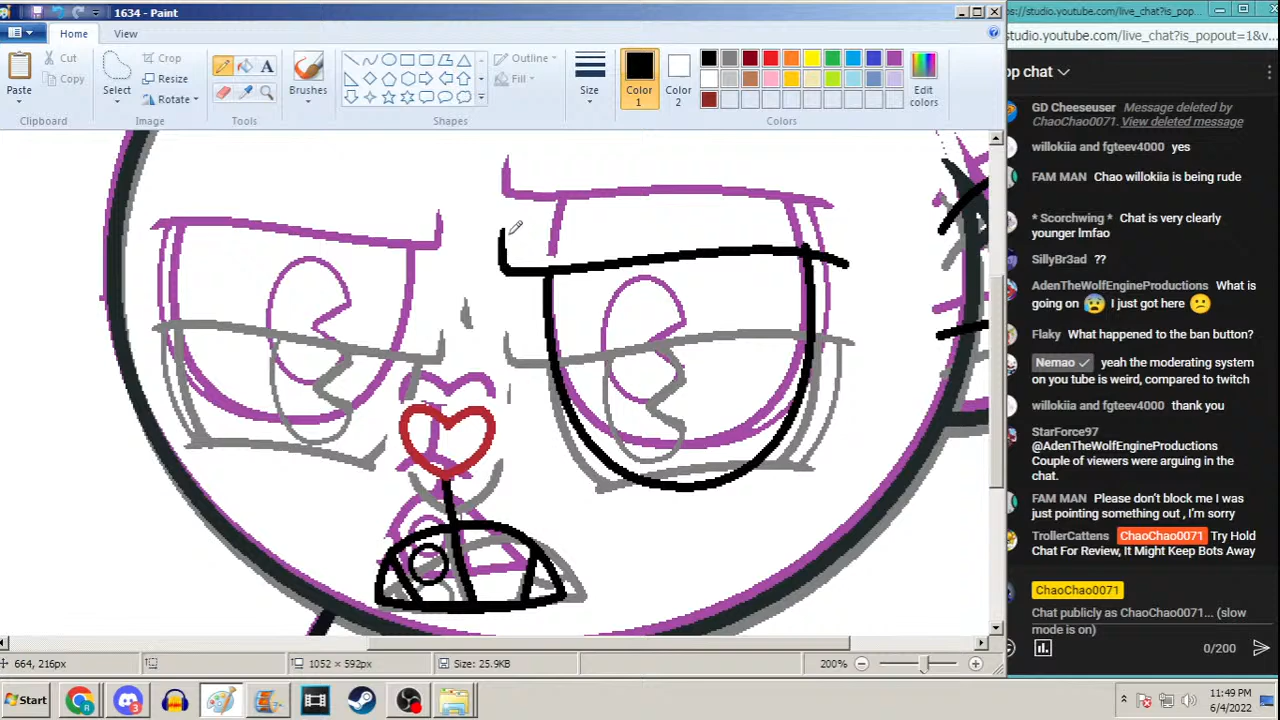 1634 - Paint
https://studio.youtube.com/live_chat?is_pop...
Home
View
ps://studio.youtube.com/live_chat?is_popout=1&v...
Paste
Cut
Copy
Clipboard
Select
Crop
Resize
Rotate
Image
A
Tools
Brushes
Outline
Fill
Shapes
Size
Color 1
Color 2
Edit colors
Colors
op chat
GD Cheeseuser Message deleted by
ChaoChao0071. View deleted message
willokiia and fgteev4000 yes
FAM MAN Chao willokiia is being rude
* Scorchwing * Chat is very clearly
younger lmfao
SillyBr3ad ??
AdenTheWolfEngineProductions What is
going on 😰 I just got here 😕
Flaky What happened to the ban button?
Nemao ✓ yeah the moderating system
on you tube is weird, compared to twitch
willokiia and fgteev4000 thank you
StarForce97
@AdenTheWolfEngineProductions
Couple of viewers were arguing in the
chat.
FAM MAN Please don't block me I was
just pointing something out , I'm sorry
TrollerCattens ChaoChao0071 Try Hold
Chat For Review, It Might Keep Bots Away
ChaoChao0071
Chat publicly as ChaoChao0071... (slow
mode is on)
0/200
664, 216px
1052 × 592px
Size: 25.9KB
200%
Start
3
11:49 PM
6/4/2022